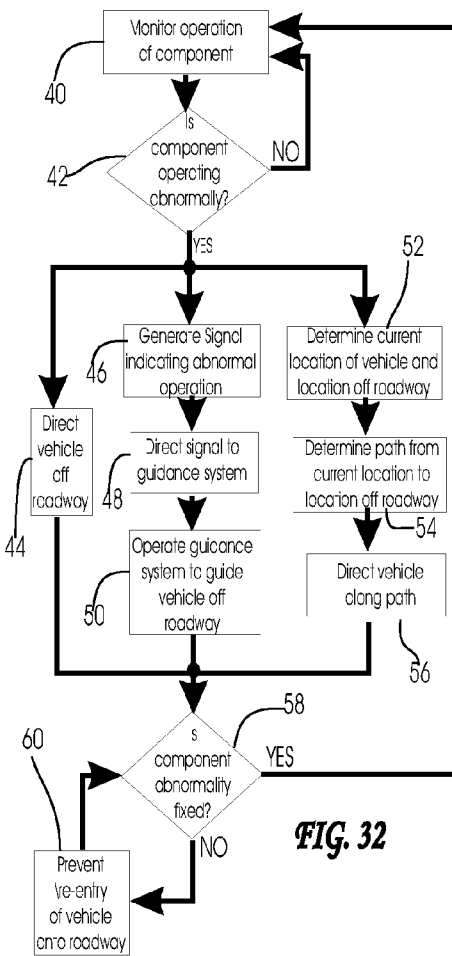 Monitor operation
of component
40
Is
component
operating
abnormally?
42
NO
YES
52
Generate Signal
indicating abnormal
operation
46
Determine current
location of vehicle and
location off roadway
Direct
vehicle
off
roadway
44
Direct signal to
guidance system
48
Determine path from
current location to
location off roadway
54
Operate guicance
system to guide
vehicle off
roadway
50
Direct vehicle
along path
56
58
Is
component
abnormality
fixed?
YES
60
NO
FIG. 32
Prevent
\re-entry
of vehicle
onto roadway